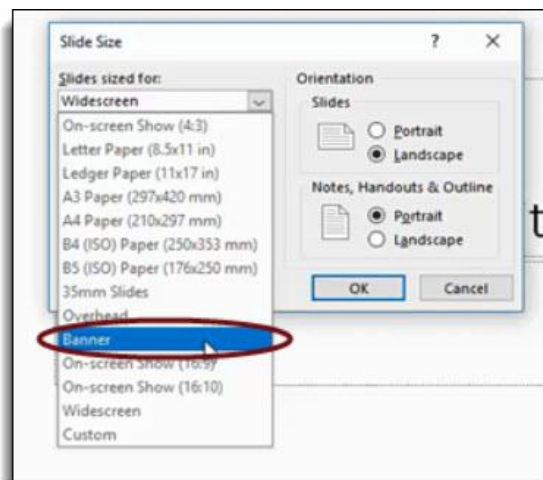 Slide Size ? ×
Slides sized for:
Widescreen
On-screen Show (4:3)
Letter Paper (8.5x11 in)
Ledger Paper (11x17 in)
A3 Paper (297x420 mm)
A4 Paper (210x297 mm)
B4 (ISO) Paper (250x353 mm)
B5 (ISO) Paper (176x250 mm)
35mm Slides
Overhead
Banner
On-screen Show (16:9)
On-screen Show (16:10)
Widescreen
Custom
Orientation
Slides
Portrait
Landscape
Notes, Handouts & Outline
Portrait
Landscape
OK Cancel
t